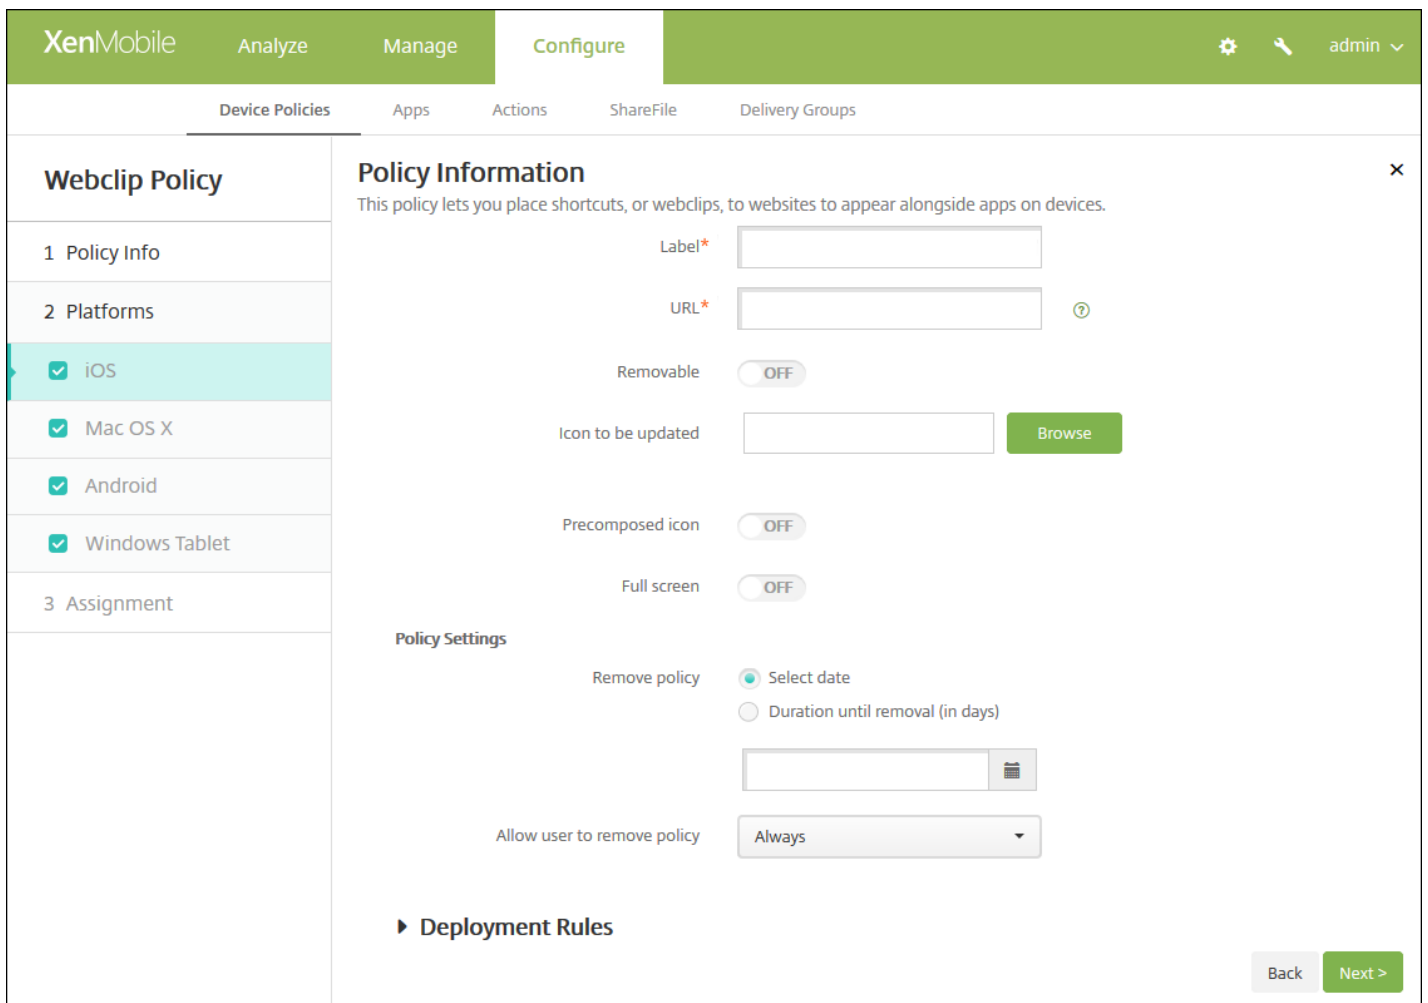 XenMobile Analyze Manage Configure admin
Device Policies Apps Actions ShareFile Delivery Groups
Webclip Policy
1 Policy Info
2 Platforms
iOS
Mac OS X
Android
Windows Tablet
3 Assignment
Policy Information
This policy lets you place shortcuts, or webclips, to websites to appear alongside apps on devices.
Label*
URL*
Removable OFF
Icon to be updated Browse
Precomposed icon OFF
Full screen OFF
Policy Settings
Remove policy Select date
Duration until removal (in days)
Allow user to remove policy Always
Deployment Rules
Back Next >